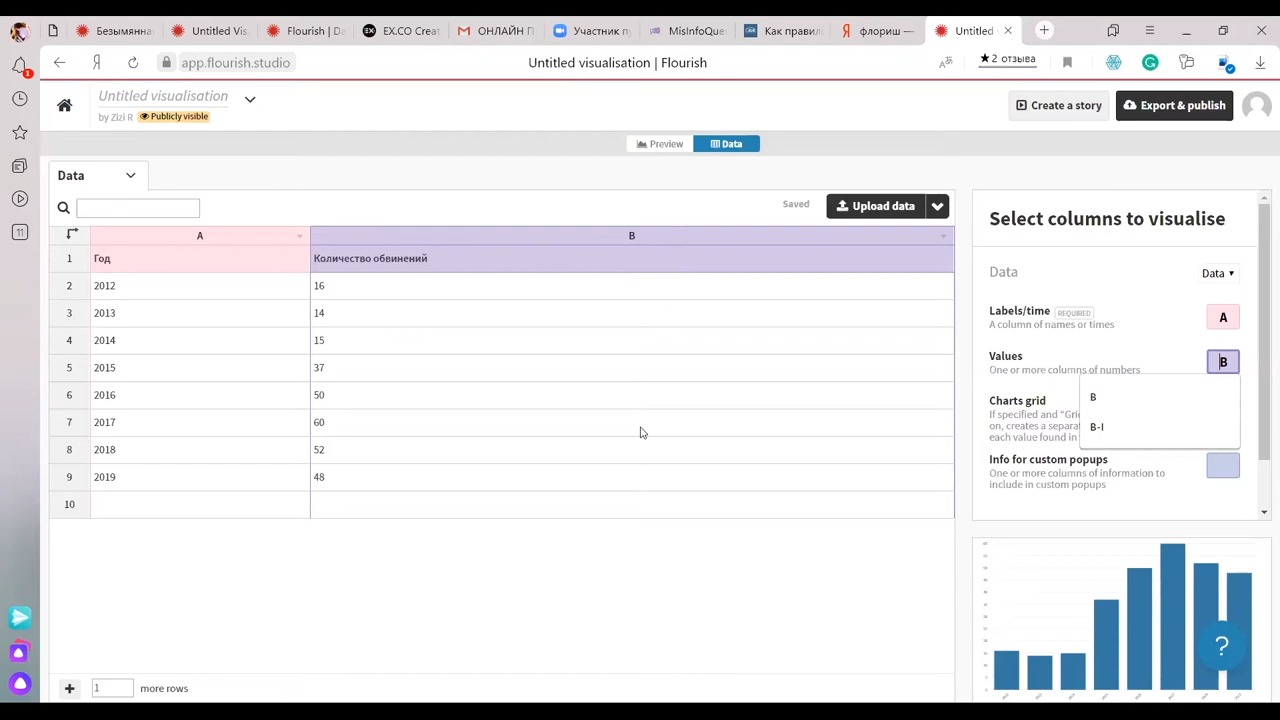 Безымянная
Untitled V
Flourish | Da
EX.CO Creat
ОНЛАЙН П
Участник п
MisInfoQue
Как правил
флориш —
Untitled
app.flourish.studio
Untitled visualisation | Flourish
★2 отзыва
1
11
Untitled visualisation
by Zizi R
Publicly visible
Create a story
Export & publish
Preview
Data
Data
Saved
Upload data
A
B
1 Год Количество обвинений
2 2012 16
3 2013 14
4 2014 15
5 2015 37
6 2016 50
7 2017 60
8 2018 52
9 2019 48
10
1 more rows
Select columns to visualise
Data
Data ▾
Labels/time REQUIRED A
A column of names or times
Values B
One or more columns of numbers
B
B-I
Charts grid
If specified and "Gri
on, creates a separat
each value found in
Info for custom popups
One or more columns of information to
include in custom popups
?